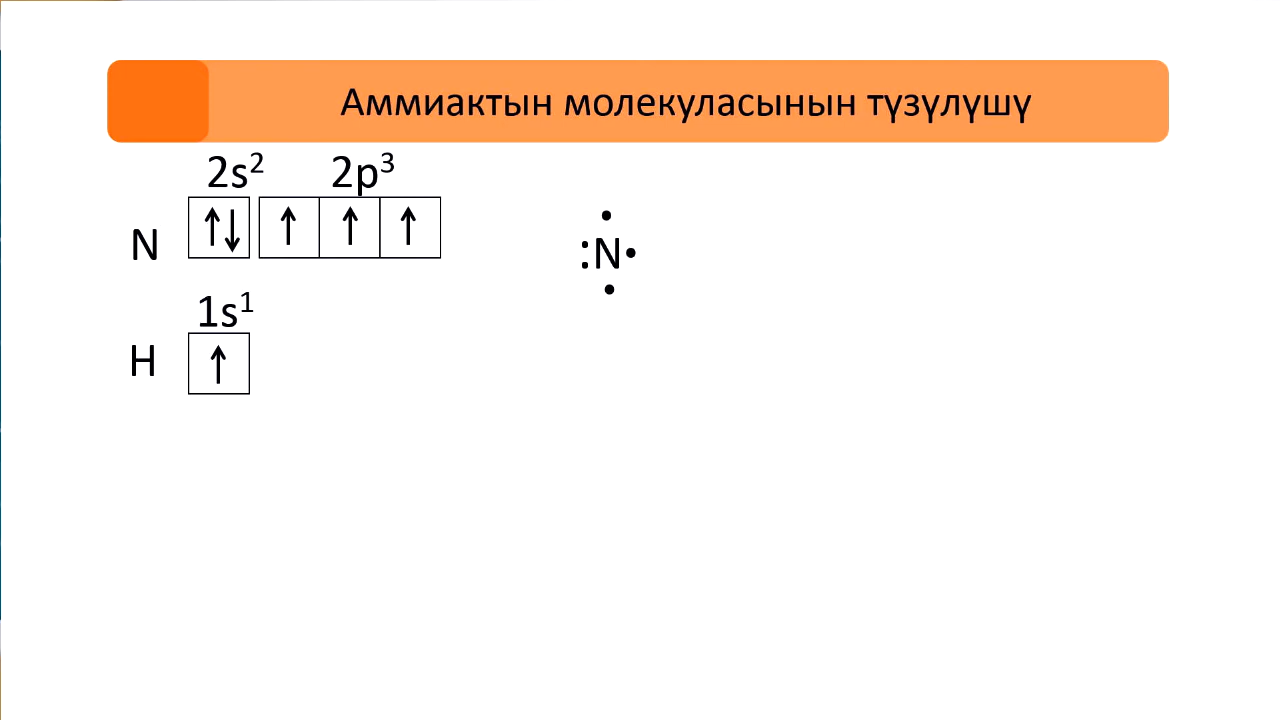 Аммиактын молекуласынын түзүлүшү
2s² 2p³
N ↑↓ ↑ ↑ ↑
:N
1s¹
H ↑